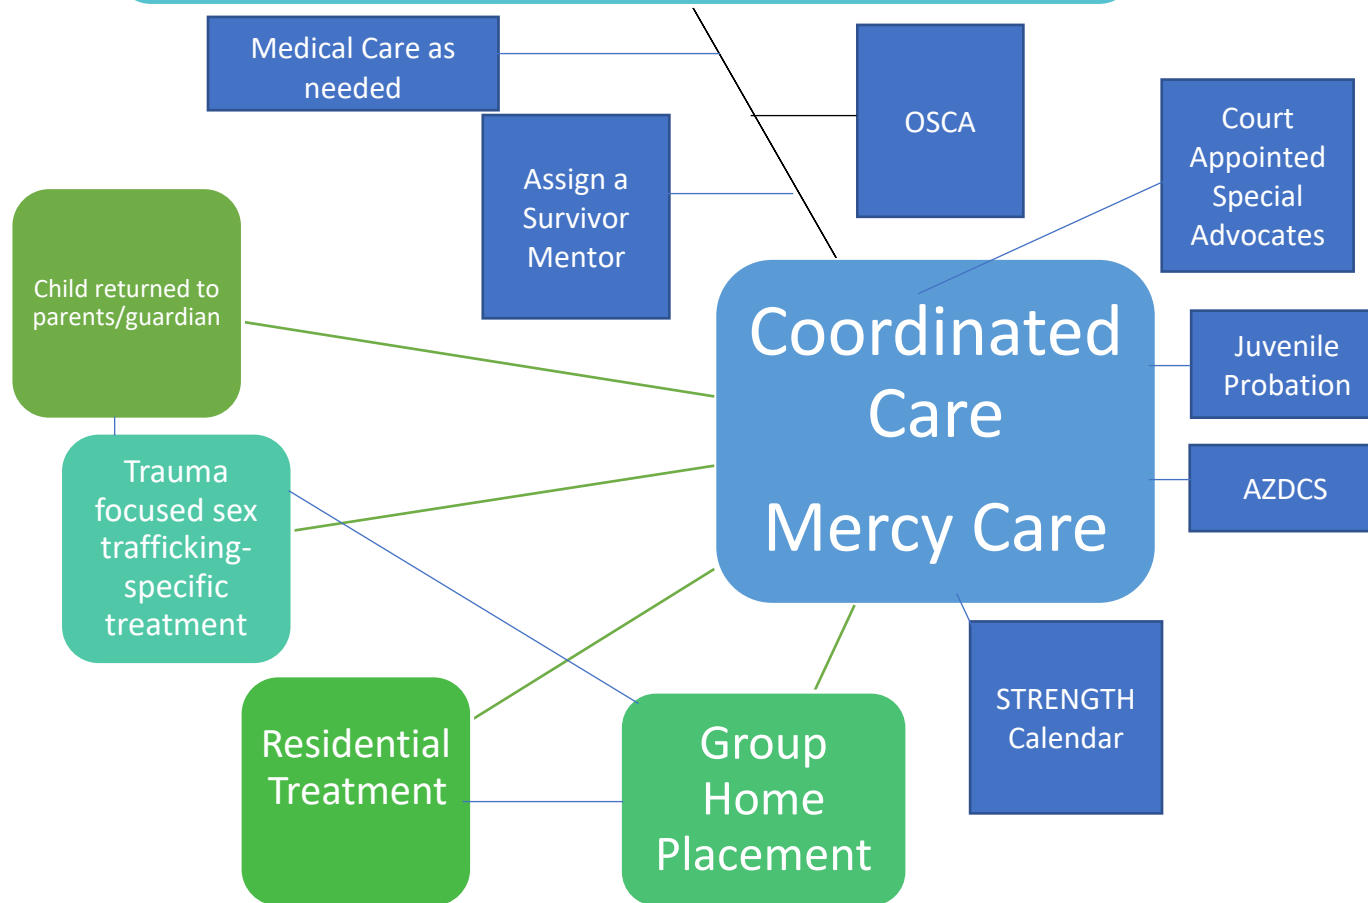 Medical Care as
needed
OSCA
Court
Appointed
Special
Advocates
Assign a
Survivor
Mentor
Child returned to
parents/guardian
Coordinated
Care
Mercy Care
Juvenile
Probation
AZDCS
Trauma
focused sex
trafficking-
specific
treatment
STRENGTH
Calendar
Residential
Treatment
Group
Home
Placement